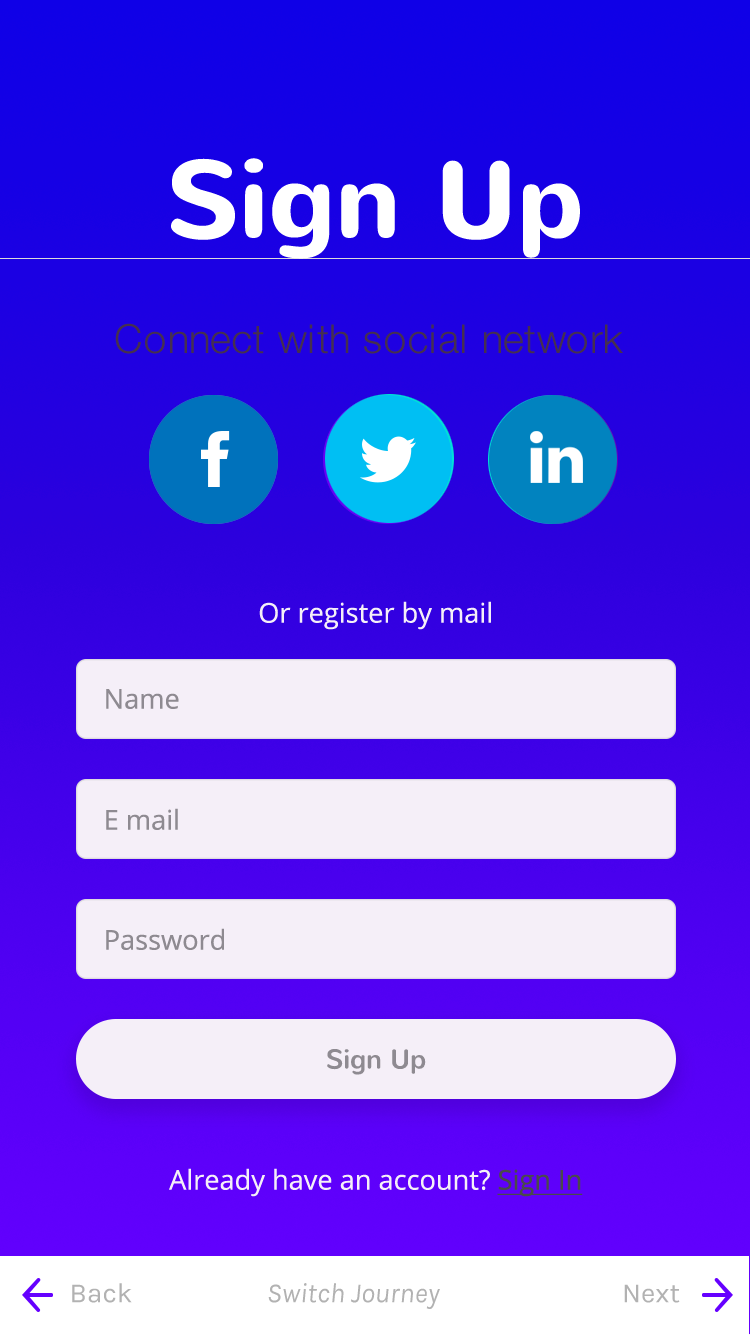 Sign Up
Connect with social network
f in
Or register by mail
Name
E mail
Password
Sign Up
Already have an account? Sign In
Back Switch Journey Next